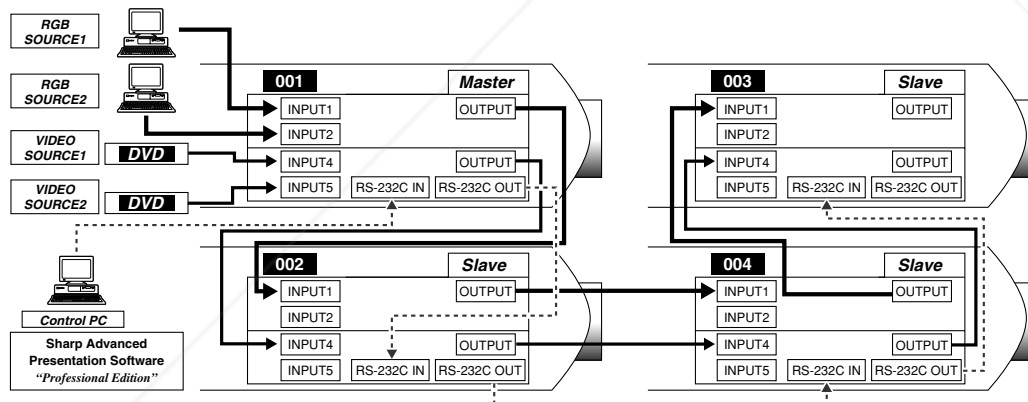 RGB
SOURCE1
RGB
SOURCE2
VIDEO
SOURCE1
DVD
VIDEO
SOURCE2
DVD
Control PC
Sharp Advanced
Presentation Software
“Professional Edition”
001
Master
INPUT1
OUTPUT
INPUT2
INPUT4
OUTPUT
INPUT5
RS-232C IN
RS-232C OUT
003
Slave
INPUT1
OUTPUT
INPUT2
INPUT4
OUTPUT
INPUT5
RS-232C IN
RS-232C OUT
002
Slave
INPUT1
OUTPUT
INPUT2
INPUT4
OUTPUT
INPUT5
RS-232C IN
RS-232C OUT
004
Slave
INPUT1
OUTPUT
INPUT2
INPUT4
OUTPUT
INPUT5
RS-232C IN
RS-232C OUT